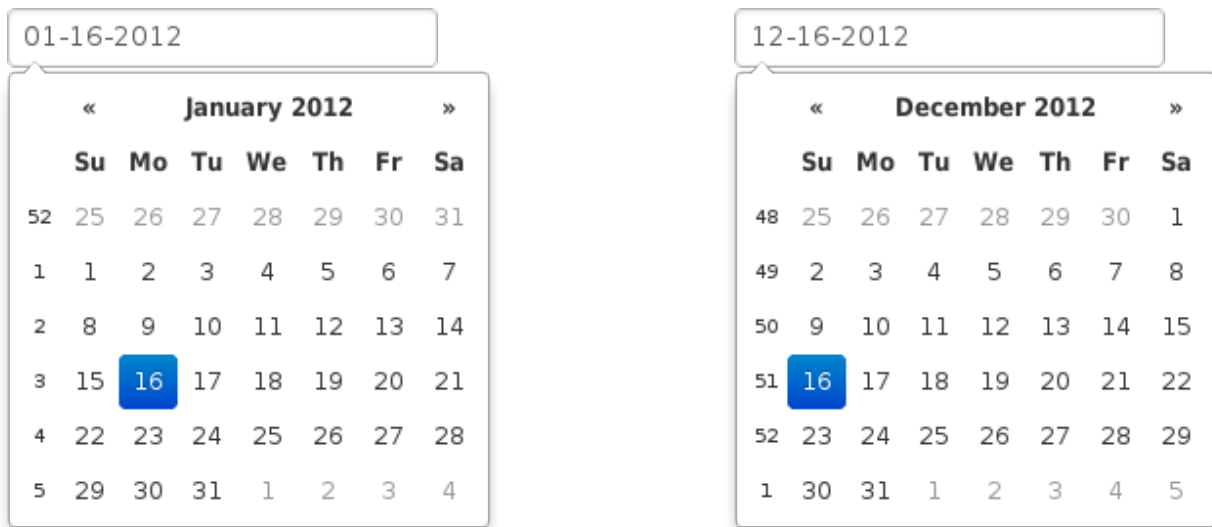 01-16-2012
« January 2012 »
Su Mo Tu We Th Fr Sa
52 25 26 27 28 29 30 31
1 1 2 3 4 5 6 7
2 8 9 10 11 12 13 14
3 15 16 17 18 19 20 21
4 22 23 24 25 26 27 28
5 29 30 31 1 2 3 4
12-16-2012
« December 2012 »
Su Mo Tu We Th Fr Sa
48 25 26 27 28 29 30 1
49 2 3 4 5 6 7 8
50 9 10 11 12 13 14 15
51 16 17 18 19 20 21 22
52 23 24 25 26 27 28 29
1 30 31 1 2 3 4 5